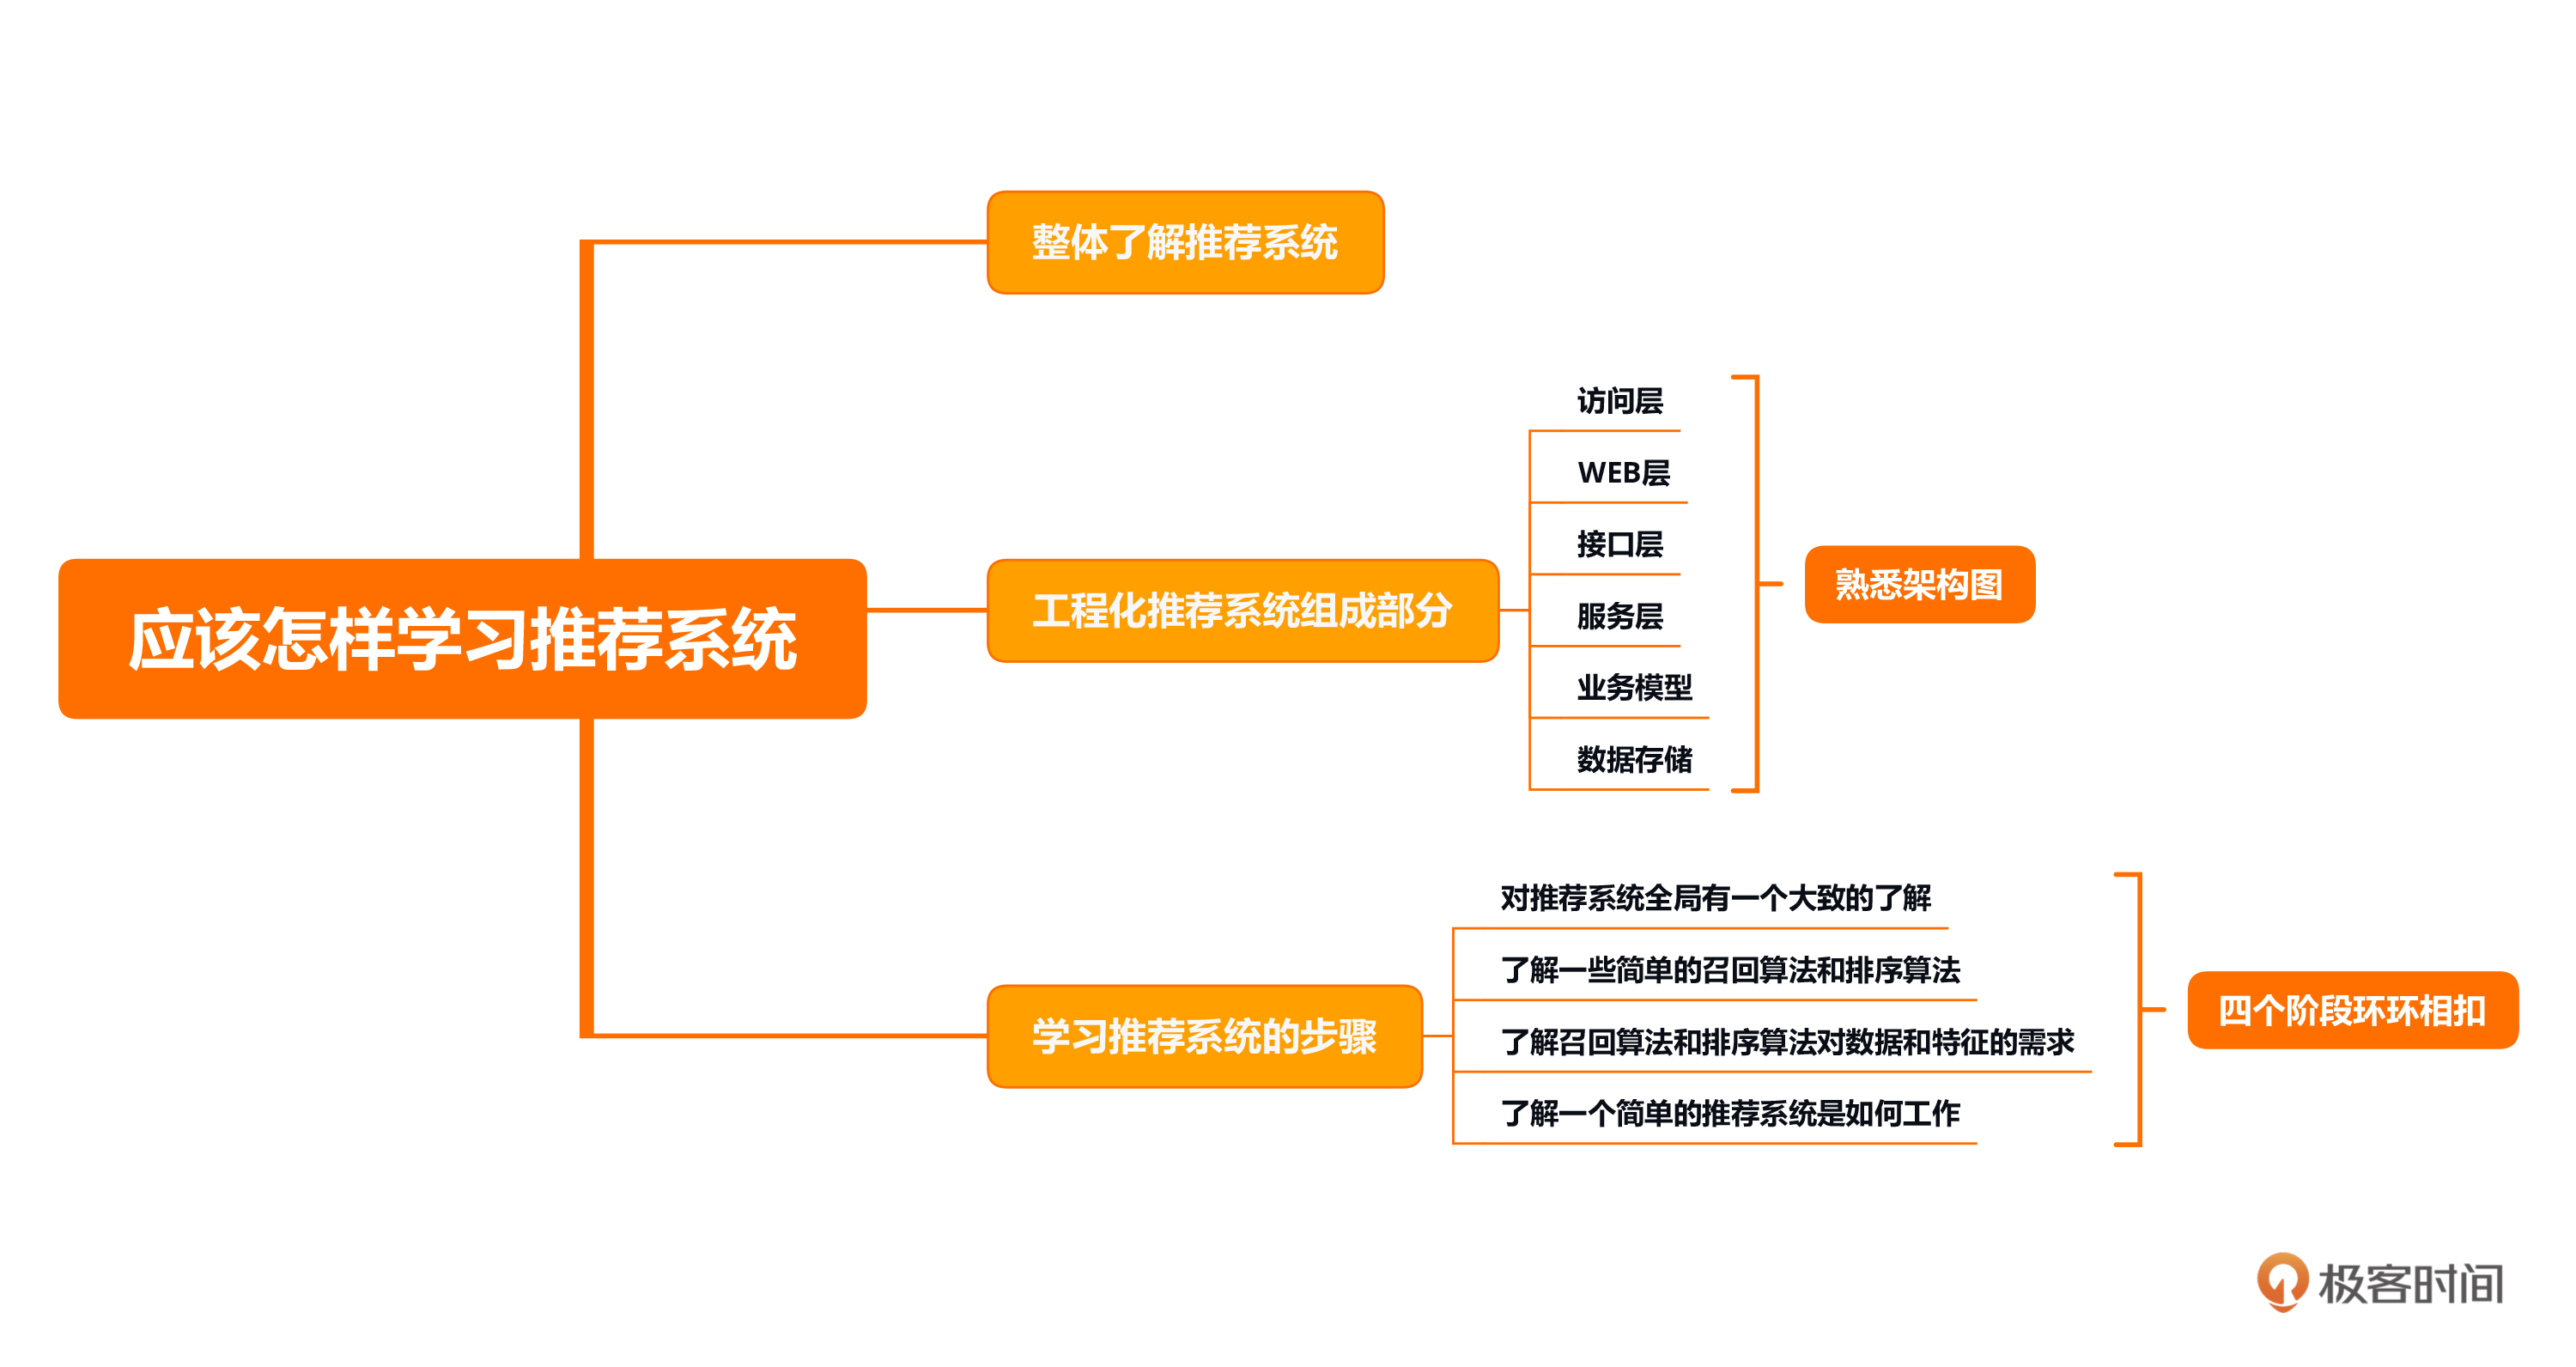 应该怎样学习推荐系统
整体了解推荐系统
工程化推荐系统组成部分
访问层
WEB层
接口层
服务层
业务模型
数据存储
熟悉架构图
学习推荐系统的步骤
对推荐系统全局有一个大致的了解
了解一些简单的召回算法和排序算法
了解召回算法和排序算法对数据和特征的需求
了解一个简单的推荐系统是如何工作
四个阶段环环相扣
极客时间